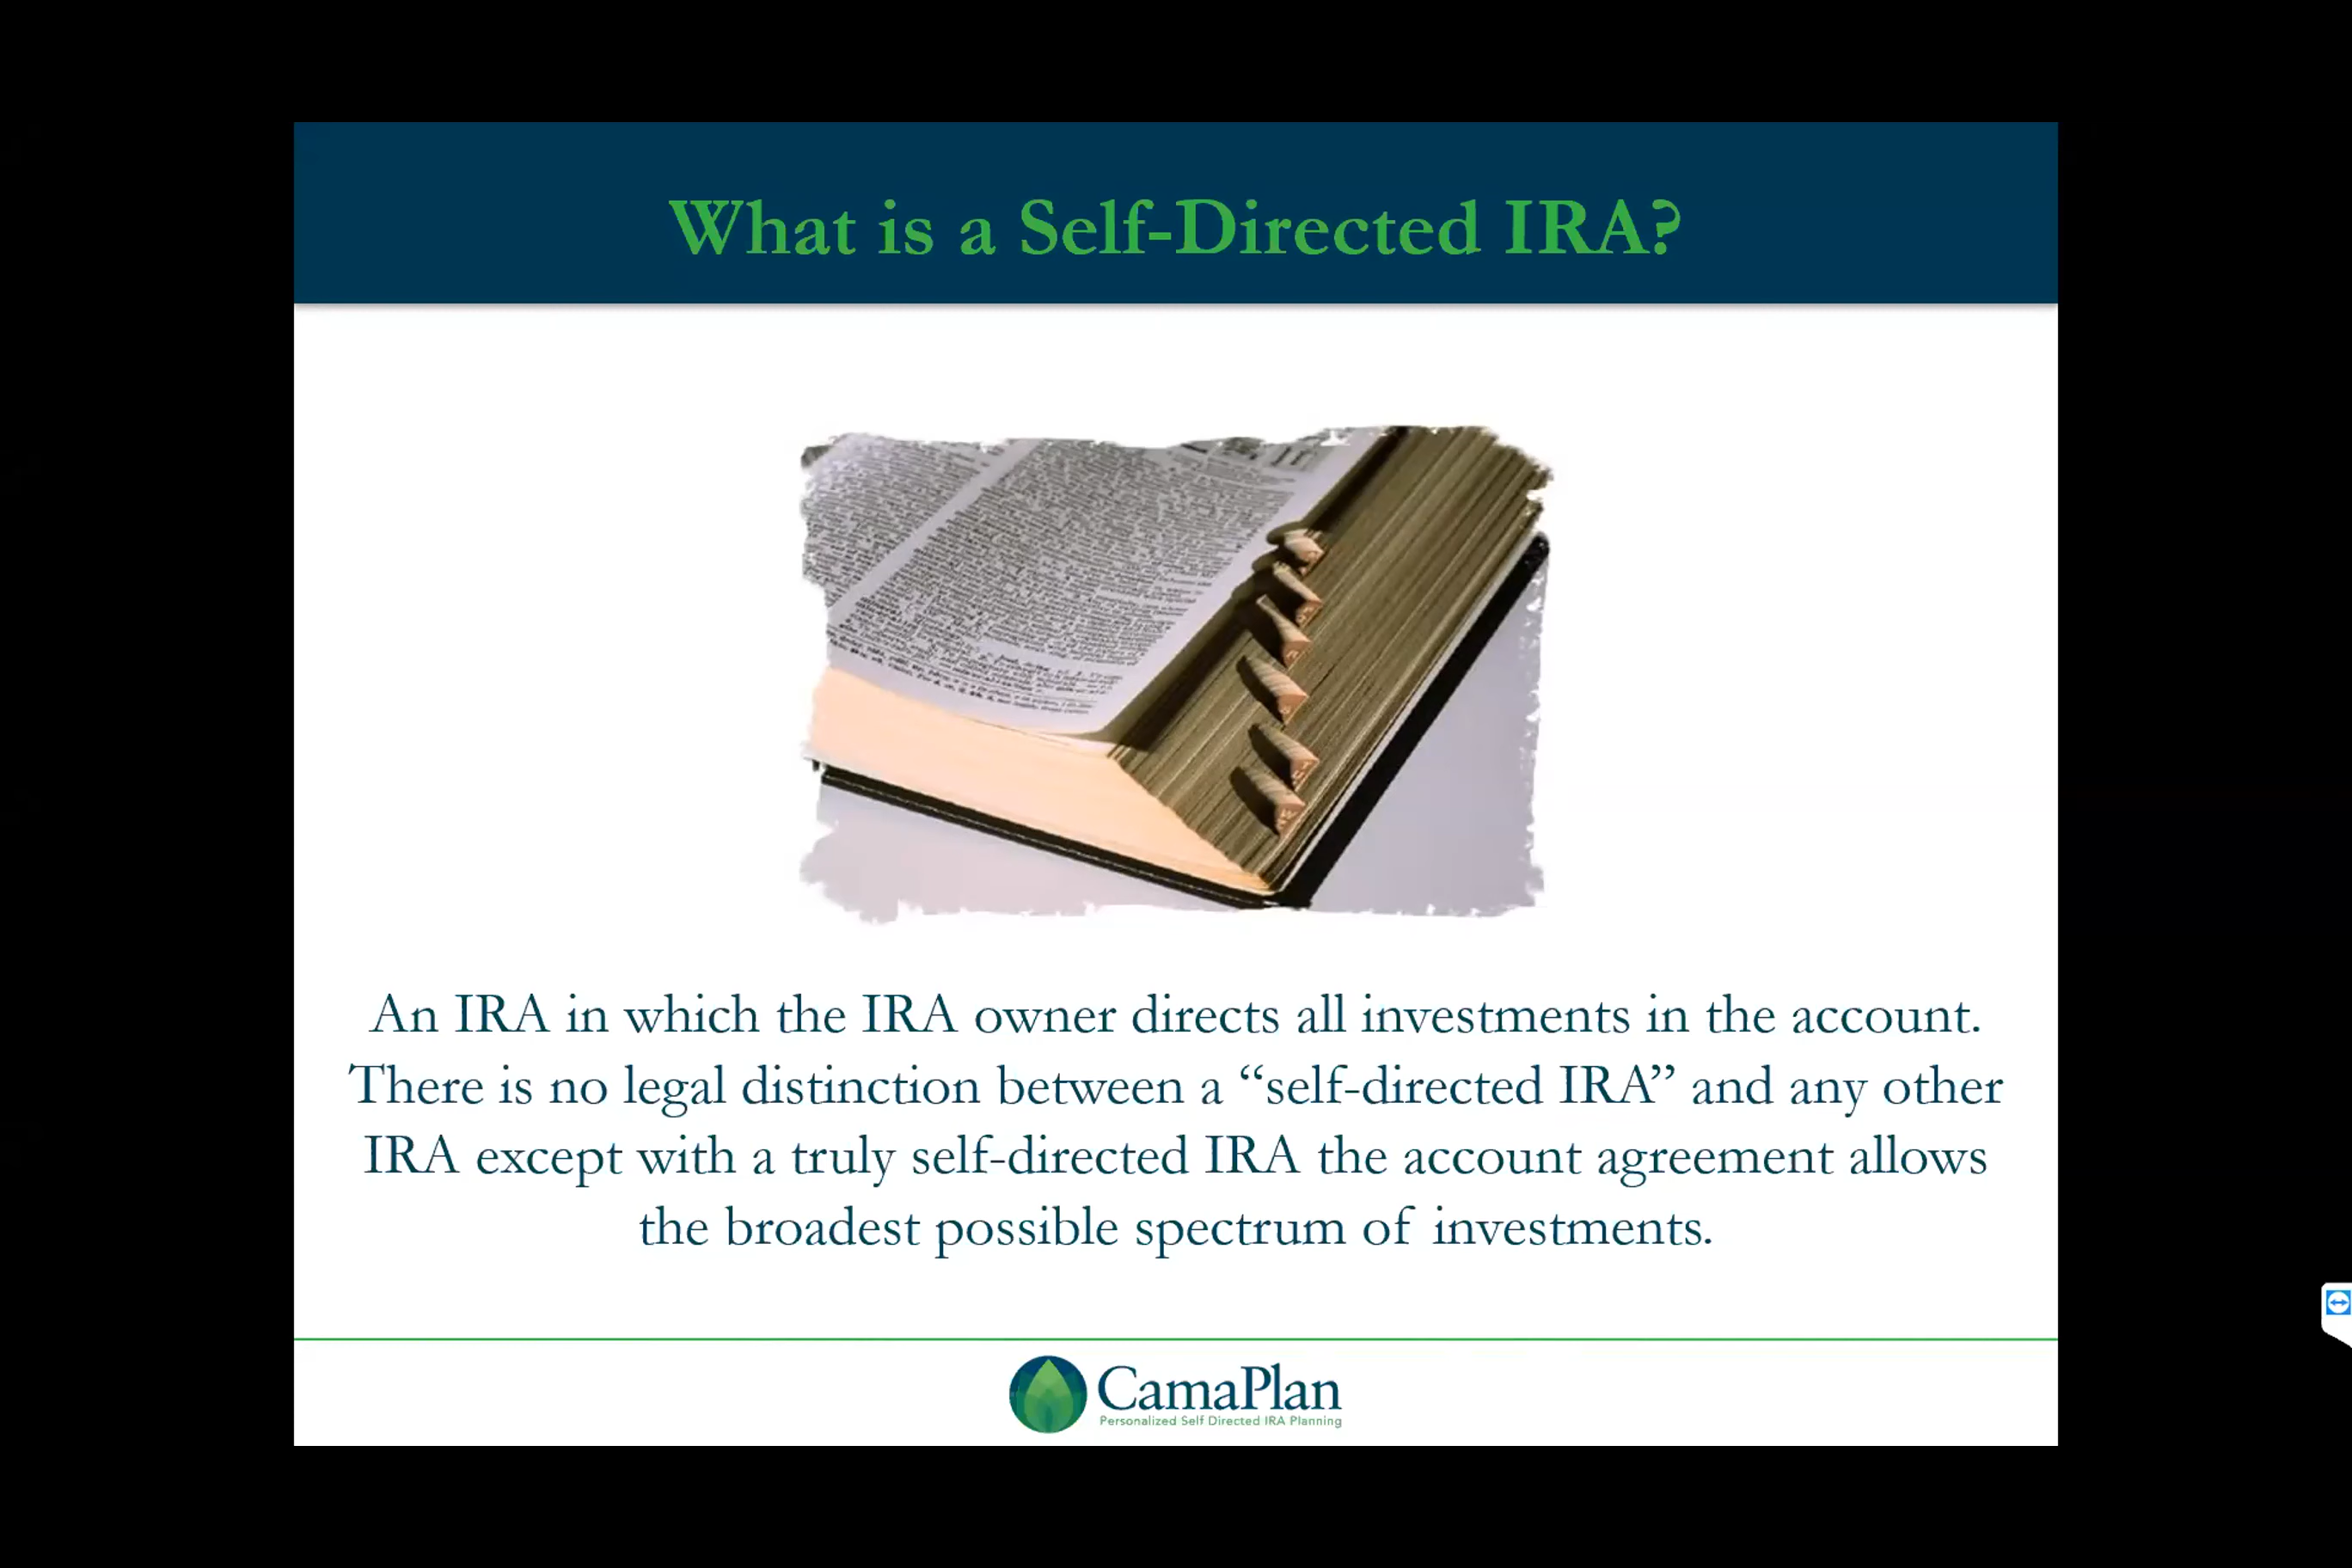 What is a Self-Directed IRA?
An IRA in which the IRA owner directs all investments in the account.
There is no legal distinction between a “self-directed IRA” and any other
IRA except with a truly self-directed IRA the account agreement allows
the broadest possible spectrum of investments.
CamaPlan
Personalized Self Directed IRA Planning